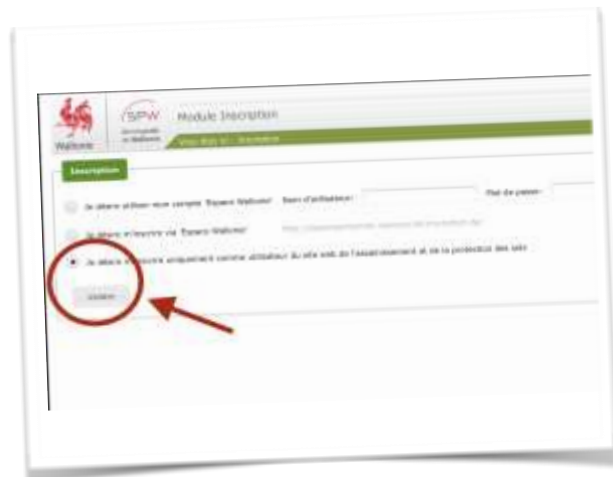 Wallonie
SPW
Module Inscription
Inscription
Je désire utiliser mon compte 'Espace Wallonie' Nom d'utilisateur: Mot de passe:
Je désire m'inscrire via 'Espace Wallonie'
Je désire m'inscrire uniquement comme utilisateur du site web de l'assainissement et de la protection des sols
Valider